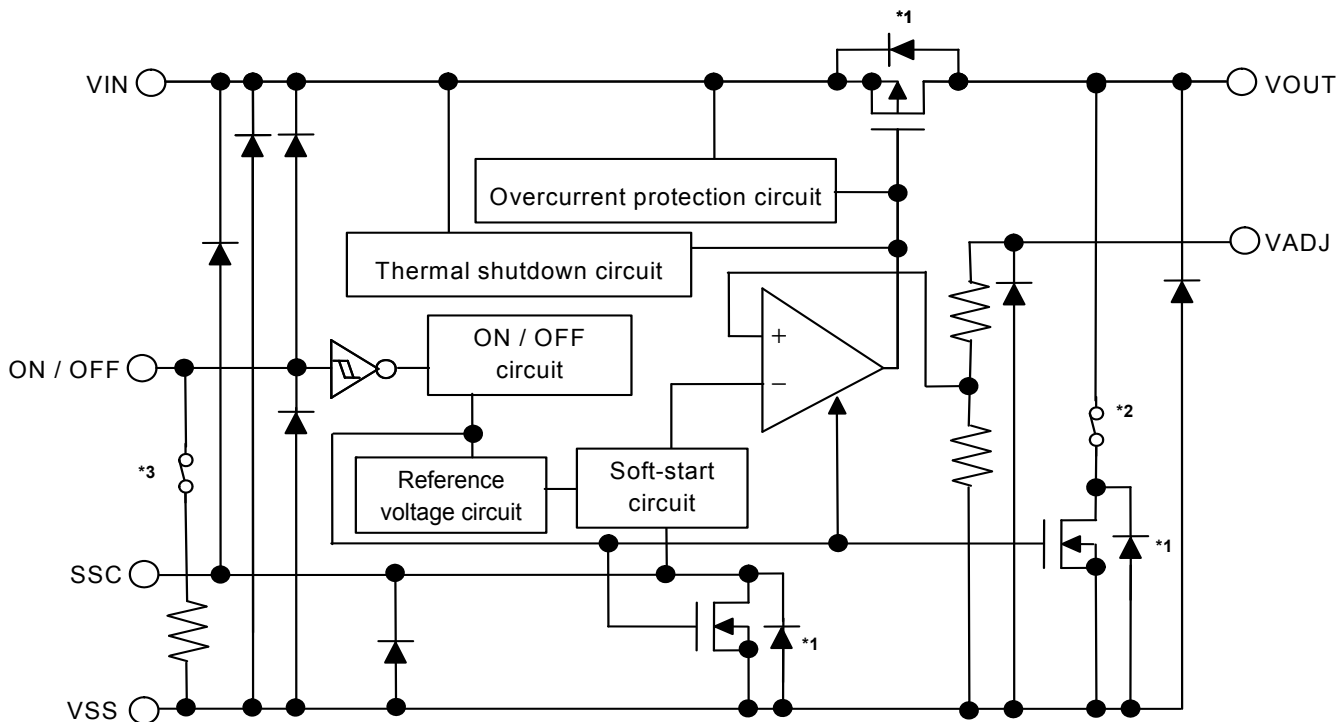 *1
VIN
VOUT
Overcurrent protection circuit
Thermal shutdown circuit
VADJ
ON / OFF
ON / OFF
circuit
+
−
*2
*3
Reference
voltage circuit
Soft-start
circuit
*1
SSC
*1
VSS